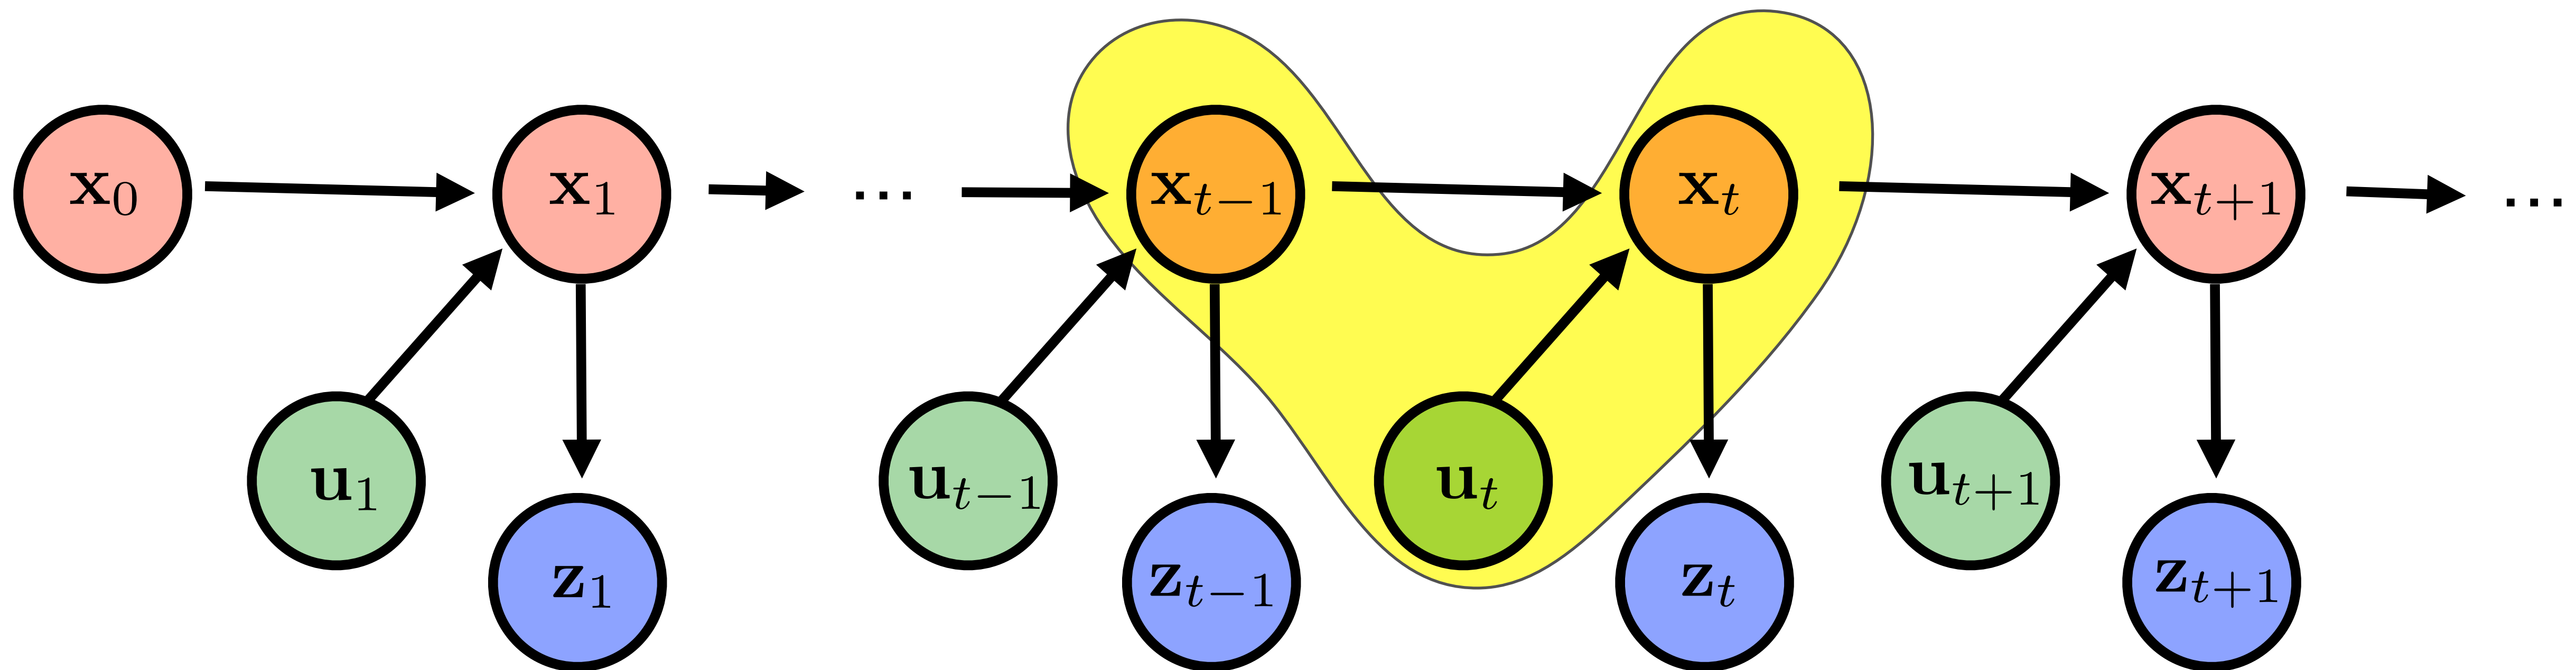 x₀ x₁ ... xₜ₋₁ xₜ xₜ₊₁ ...
u₁ uₜ₋₁ uₜ uₜ₊₁
z₁ zₜ₋₁ zₜ zₜ₊₁